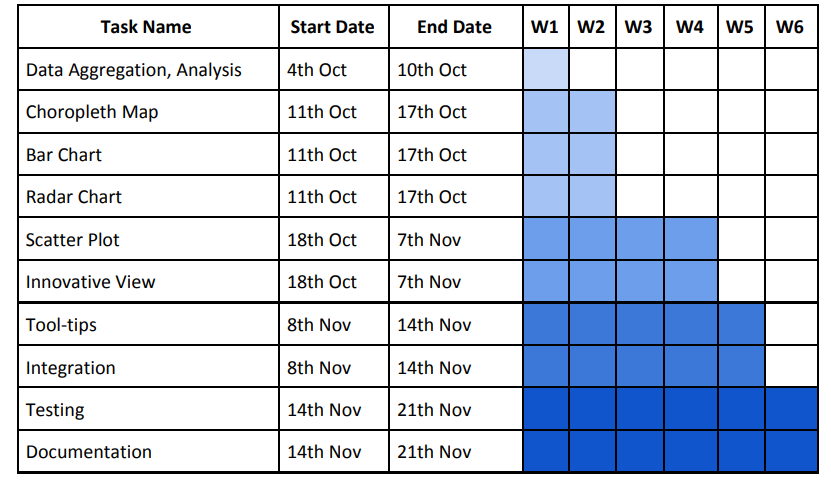 Task Name Start Date End Date W1 W2 W3 W4 W5 W6
Data Aggregation, Analysis 4th Oct 10th Oct
Choropleth Map 11th Oct 17th Oct
Bar Chart 11th Oct 17th Oct
Radar Chart 11th Oct 17th Oct
Scatter Plot 18th Oct 7th Nov
Innovative View 18th Oct 7th Nov
Tool-tips 8th Nov 14th Nov
Integration 8th Nov 14th Nov
Testing 14th Nov 21th Nov
Documentation 14th Nov 21th Nov